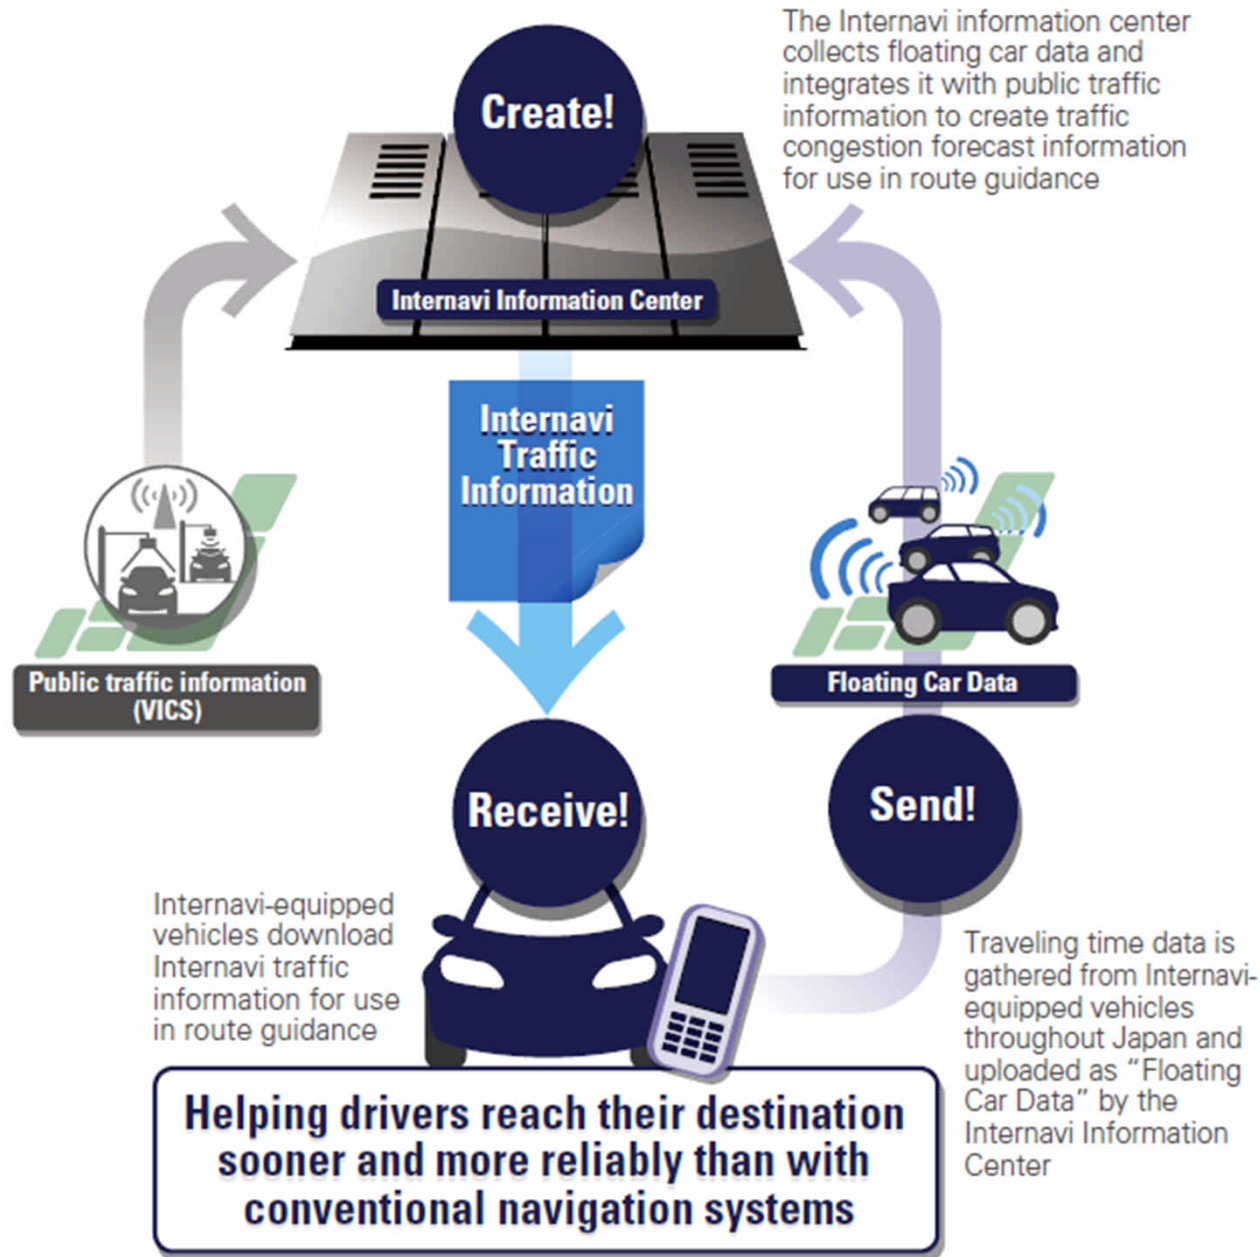 The Internavi information center
collects floating car data and
integrates it with public traffic
information to create traffic
congestion forecast information
for use in route guidance
Create!
Internavi Information Center
Internavi
Traffic
Information
Public traffic information
(VICS)
Floating Car Data
Receive!
Send!
Internavi-equipped
vehicles download
Internavi traffic
information for use
in route guidance
Traveling time data is
gathered from Internavi-
equipped vehicles
throughout Japan and
uploaded as “Floating
Car Data” by the
Internavi Information
Center
Helping drivers reach their destination
sooner and more reliably than with
conventional navigation systems